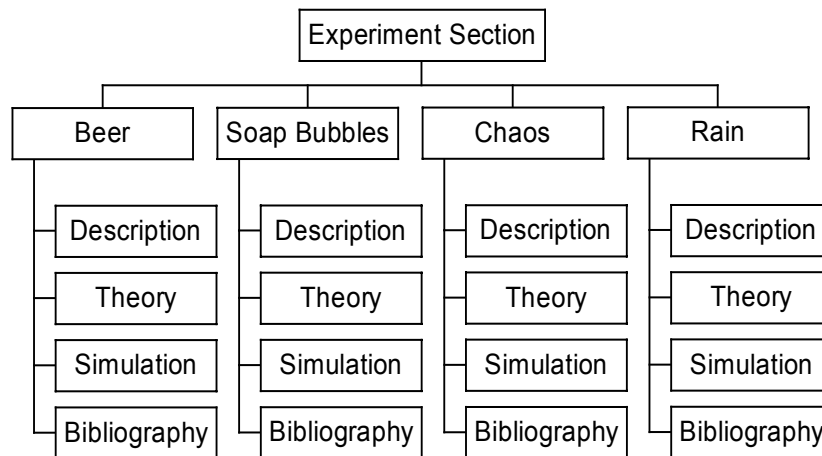 Experiment Section
Beer
Soap Bubbles
Chaos
Rain
Description
Description
Description
Description
Theory
Theory
Theory
Theory
Simulation
Simulation
Simulation
Simulation
Bibliography
Bibliography
Bibliography
Bibliography